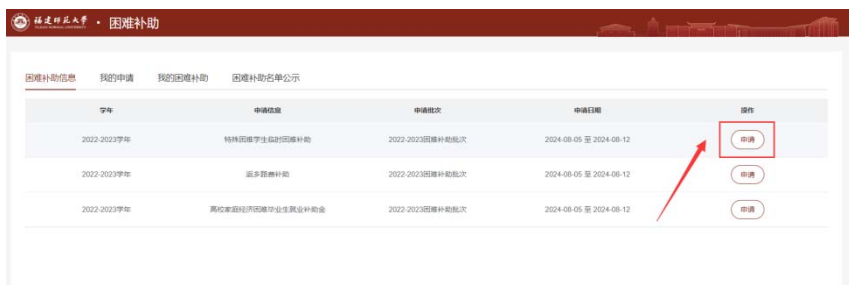 福建师范大学 · 困难补助
困难补助信息 我的申请 我的困难补助 困难补助名单公示
学年 申请信息 申请批次 申请日期 操作
2022-2023学年 特殊困难学生临时困难补助 2022-2023困难补助批次 2024-08-05 至 2024-08-12 申请
2022-2023学年 返乡路费补助 2022-2023困难补助批次 2024-08-05 至 2024-08-12 申请
2022-2023学年 高校家庭经济困难毕业生就业补助金 2022-2023困难补助批次 2024-08-05 至 2024-08-12 申请